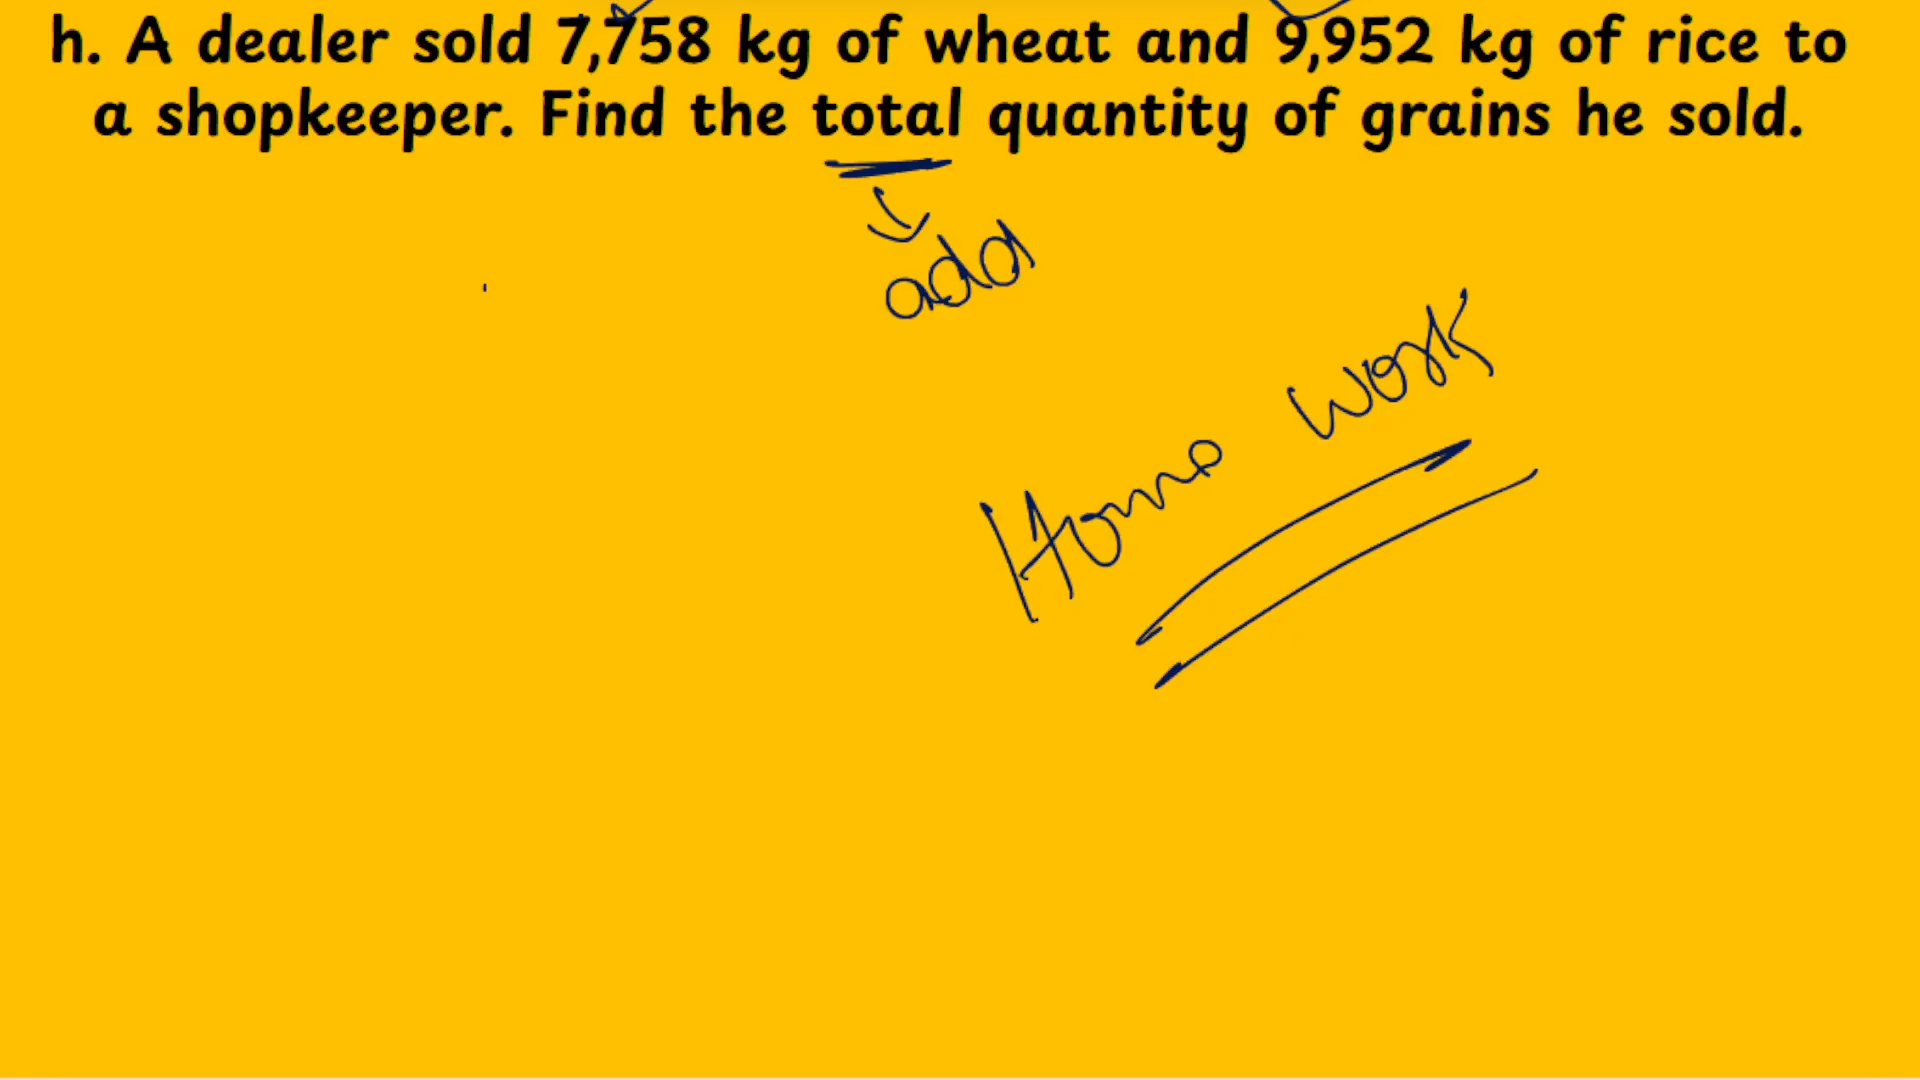 h. A dealer sold 7,758 kg of wheat and 9,952 kg of rice to
a shopkeeper. Find the total quantity of grains he sold.
add
Home work